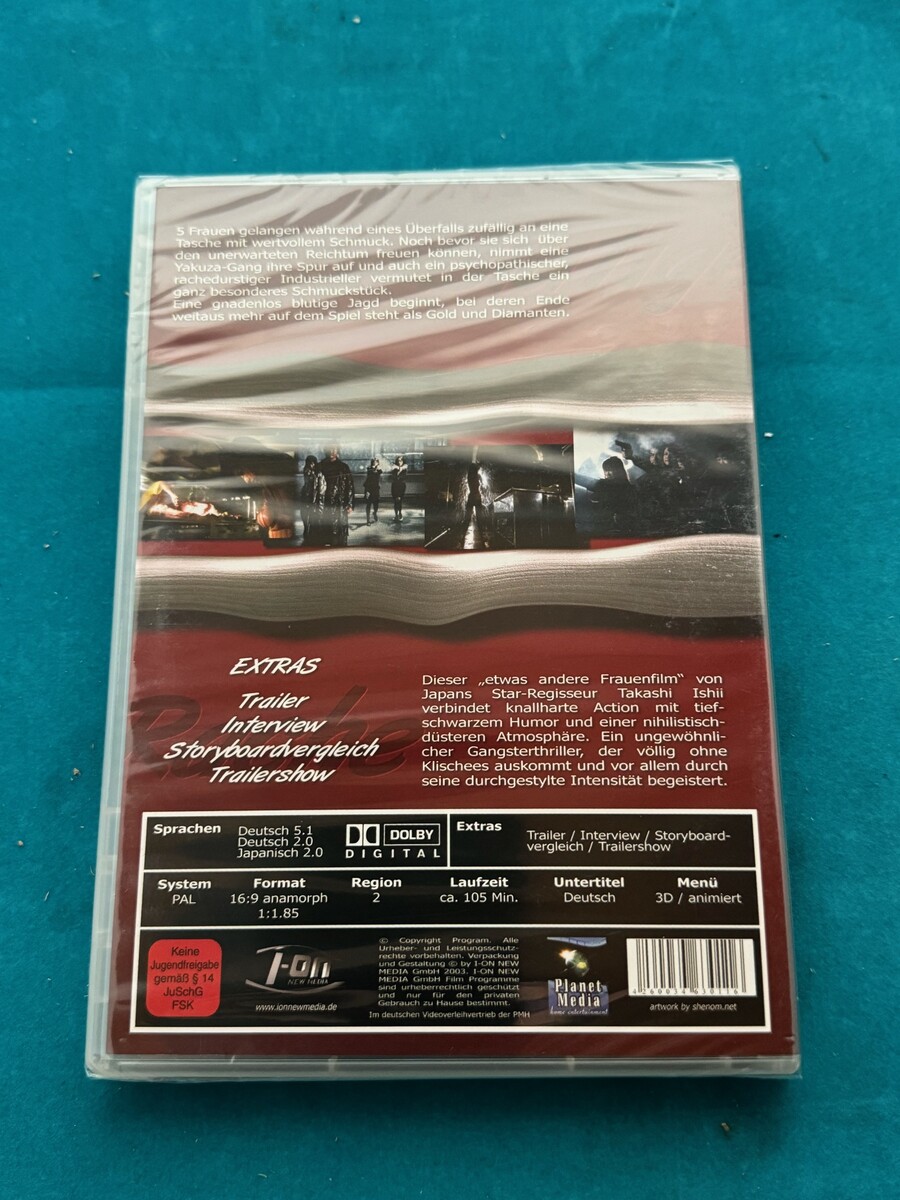 5 Frauen gelangen während eines Überfalls zufällig an eine
Tasche mit wertvollem Schmuck. Noch bevor sie sich über
den unerwarteten Reichtum freuen können, nimmt eine
Yakuza-Gang ihre Spur auf und auch ein psychopathischer,
rachedurstiger Industrieller vermutet in der Tasche ein
ganz besonderes Schmuckstück.
Eine gnadenlos blutige Jagd beginnt, bei deren Ende
weitaus mehr auf dem Spiel steht als Gold und Diamanten.
EXTRAS
Trailer
Interview
Storyboardvergleich
Trailershow
Dieser „etwas andere Frauenfilm" von
Japans Star-Regisseur Takashi Ishii
verbindet knallharte Action mit tief-
schwarzem Humor und einer nihilistisch-
düsteren Atmosphäre. Ein ungewöhnli-
cher Gangsterthriller, der völlig ohne
Klischees auskommt und vor allem durch
seine durchgestylte Intensität begeistert.
Sprachen
Deutsch 5.1
Deutsch 2.0
Japanisch 2.0
DOLBY
DIGITAL
Extras
Trailer / Interview / Storyboard-
vergleich / Trailershow
System
PAL
Format
16:9 anamorph
1:1.85
Region
2
Laufzeit
ca. 105 Min.
Untertitel
Deutsch
Menü
3D / animiert
Keine
Jugendfreigabe
gemäß § 14
JuSchG
FSK
I-on
NEW MEDIA
www.ionnewmedia.de
© Copyright Program. Alle
Urheber- und Leistungsschutz-
rechte vorbehalten. Verpackung
und Gestaltung © by I-ON NEW
MEDIA GmbH 2003. I-ON NEW
MEDIA GmbH Film Programme
sind urheberrechtlich geschützt
und nur für den privaten
Gebrauch zu Hause bestimmt.
Im deutschen Videoverleihvertrieb der PMH
Planet
Media
home entertainment
artwork by shenom.net